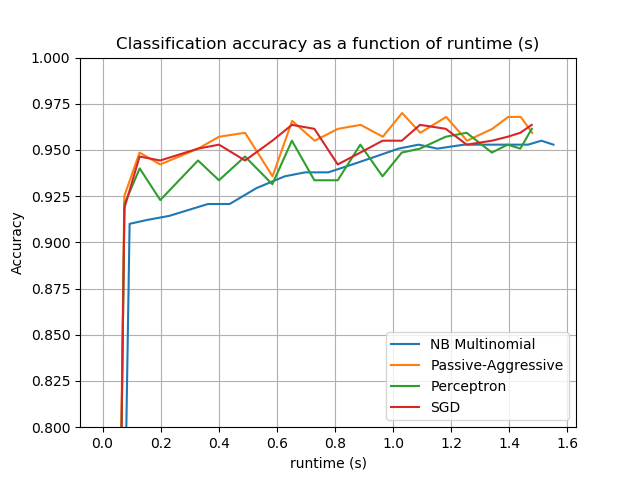 Classification accuracy as a function of runtime (s)
1.000
0.975
0.950
0.925
0.900
0.875
0.850
0.825
0.800
Accuracy
NB Multinomial
Passive-Aggressive
Perceptron
SGD
0.0 0.2 0.4 0.6 0.8 1.0 1.2 1.4 1.6
runtime (s)